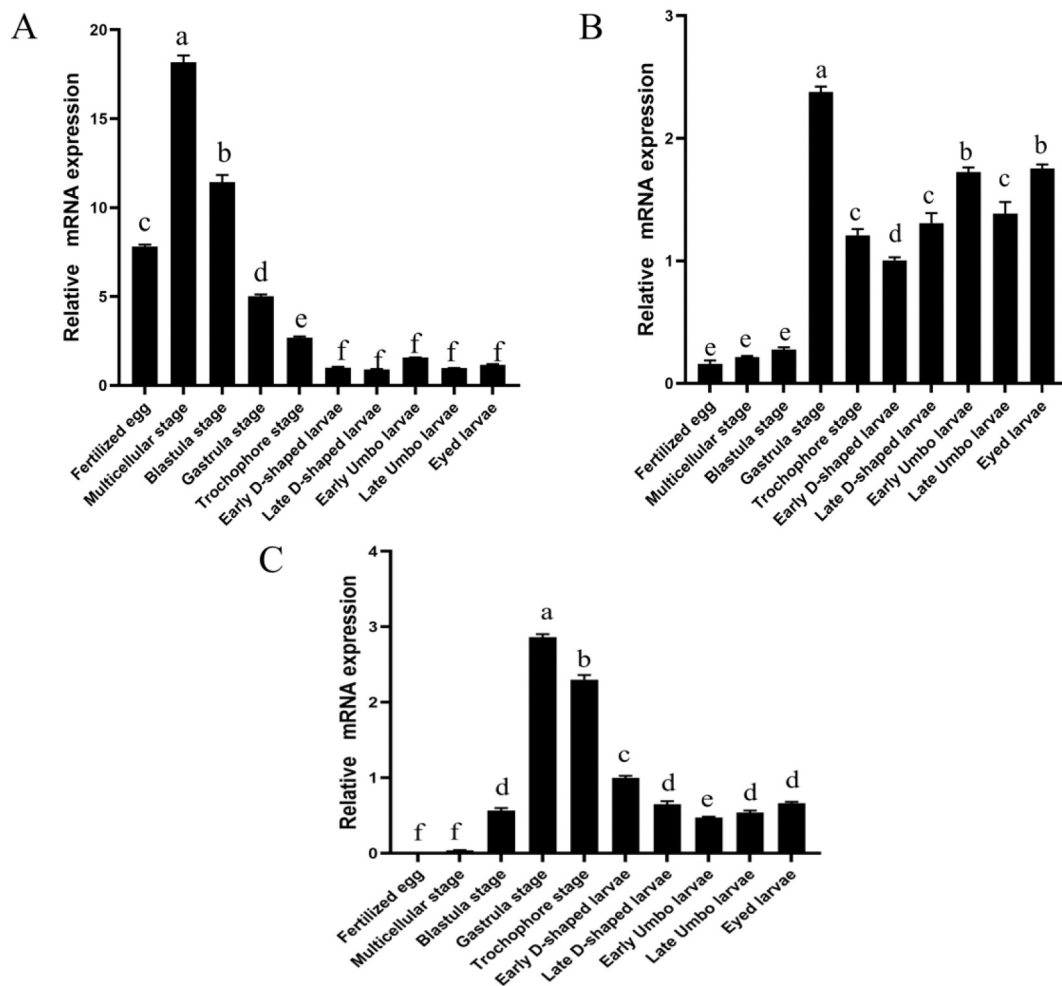 A
Relative mRNA expression
20
15
10
5
0
c
a
b
d
e
f
f
f
f
f
Fertilized egg
Multicellular stage
Blastula stage
Gastrula stage
Trochophore stage
Early D-shaped larvae
Late D-shaped larvae
Early Umbo larvae
Late Umbo larvae
Eyed larvae
B
Relative mRNA expression
3
2
1
0
e
e
e
a
c
d
c
b
c
b
Fertilized egg
Multicellular stage
Blastula stage
Gastrula stage
Trochophore stage
Early D-shaped larvae
Late D-shaped larvae
Early Umbo larvae
Late Umbo larvae
Eyed larvae
C
Relative mRNA expression
4
3
2
1
0
f
f
d
a
b
c
d
e
d
d
Fertilized egg
Multicellular stage
Blastula stage
Gastrula stage
Trochophore stage
Early D-shaped larvae
Late D-shaped larvae
Early Umbo larvae
Late Umbo larvae
Eyed larvae